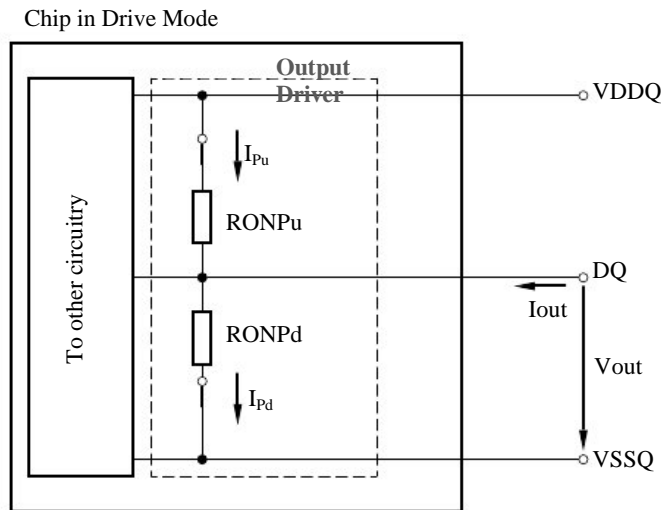 Chip in Drive Mode
Output
Driver
VDDQ
I_Pu
RONPu
To other circuitry
DQ
Iout
RONPd
Vout
I_Pd
VSSQ